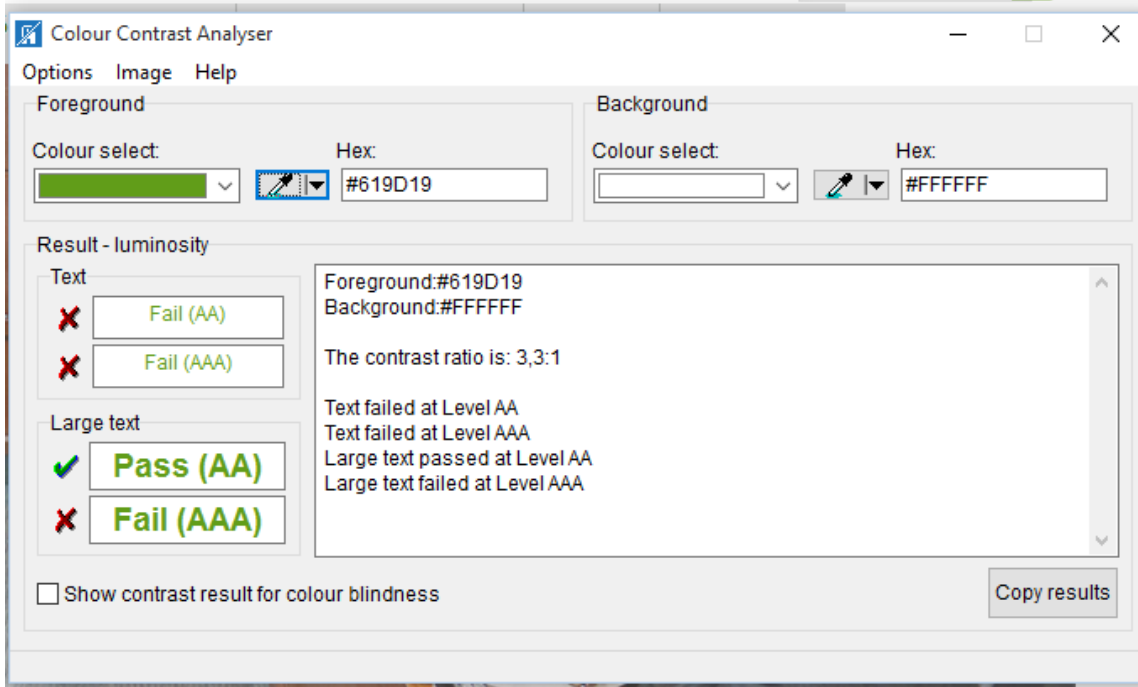 Colour Contrast Analyser
Options Image Help
Foreground
Background
Colour select:
Hex:
Colour select:
Hex:
#619D19
#FFFFFF
Result - luminosity
Text
Fail (AA)
Fail (AAA)
Large text
Pass (AA)
Fail (AAA)
Foreground:#619D19
Background:#FFFFFF
The contrast ratio is: 3,3:1
Text failed at Level AA
Text failed at Level AAA
Large text passed at Level AA
Large text failed at Level AAA
Show contrast result for colour blindness
Copy results